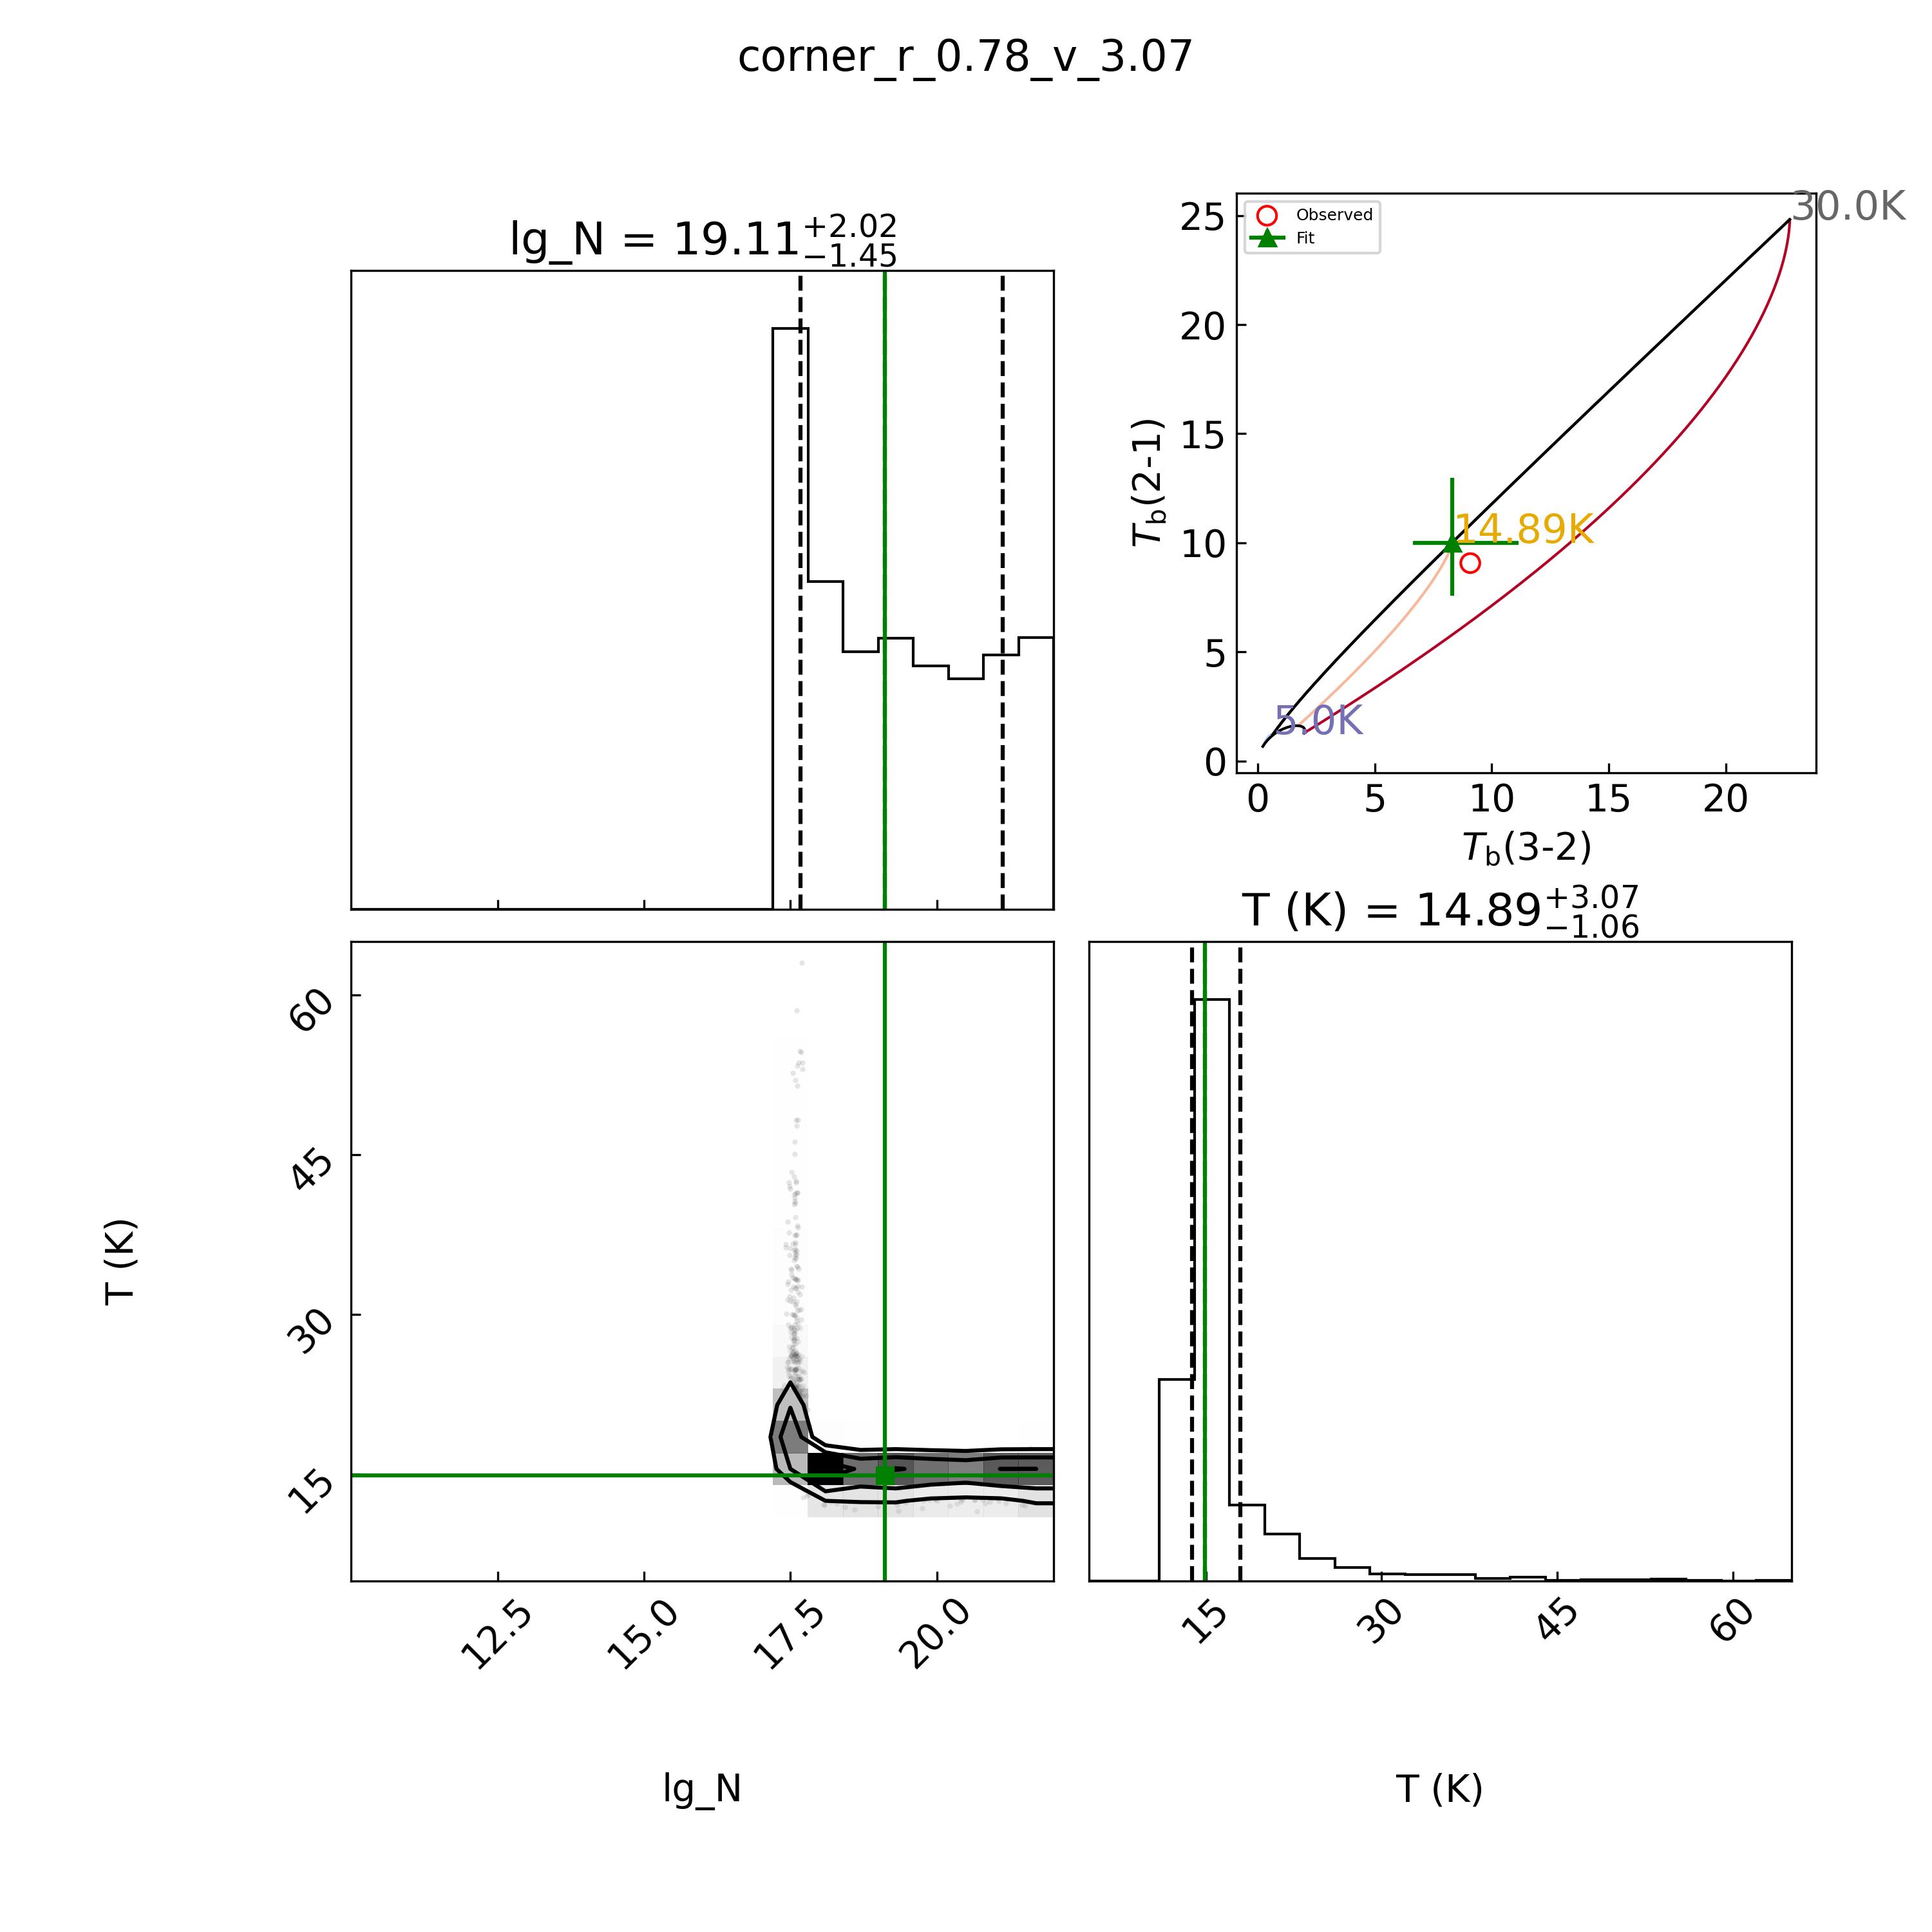 corner_r_0.78_v_3.07
lg_N = 19.11 +2.02 −1.45
30.0K
25
20
15
10
5
0
Observed
Fit
14.89K
5.0K
T_b(2-1)
0 5 10 15 20
T_b(3-2)
T (K) = 14.89 +3.07 −1.06
60
45
30
15
T (K)
12.5 15.0 17.5 20.0
lg_N
15 30 45 60
T (K)